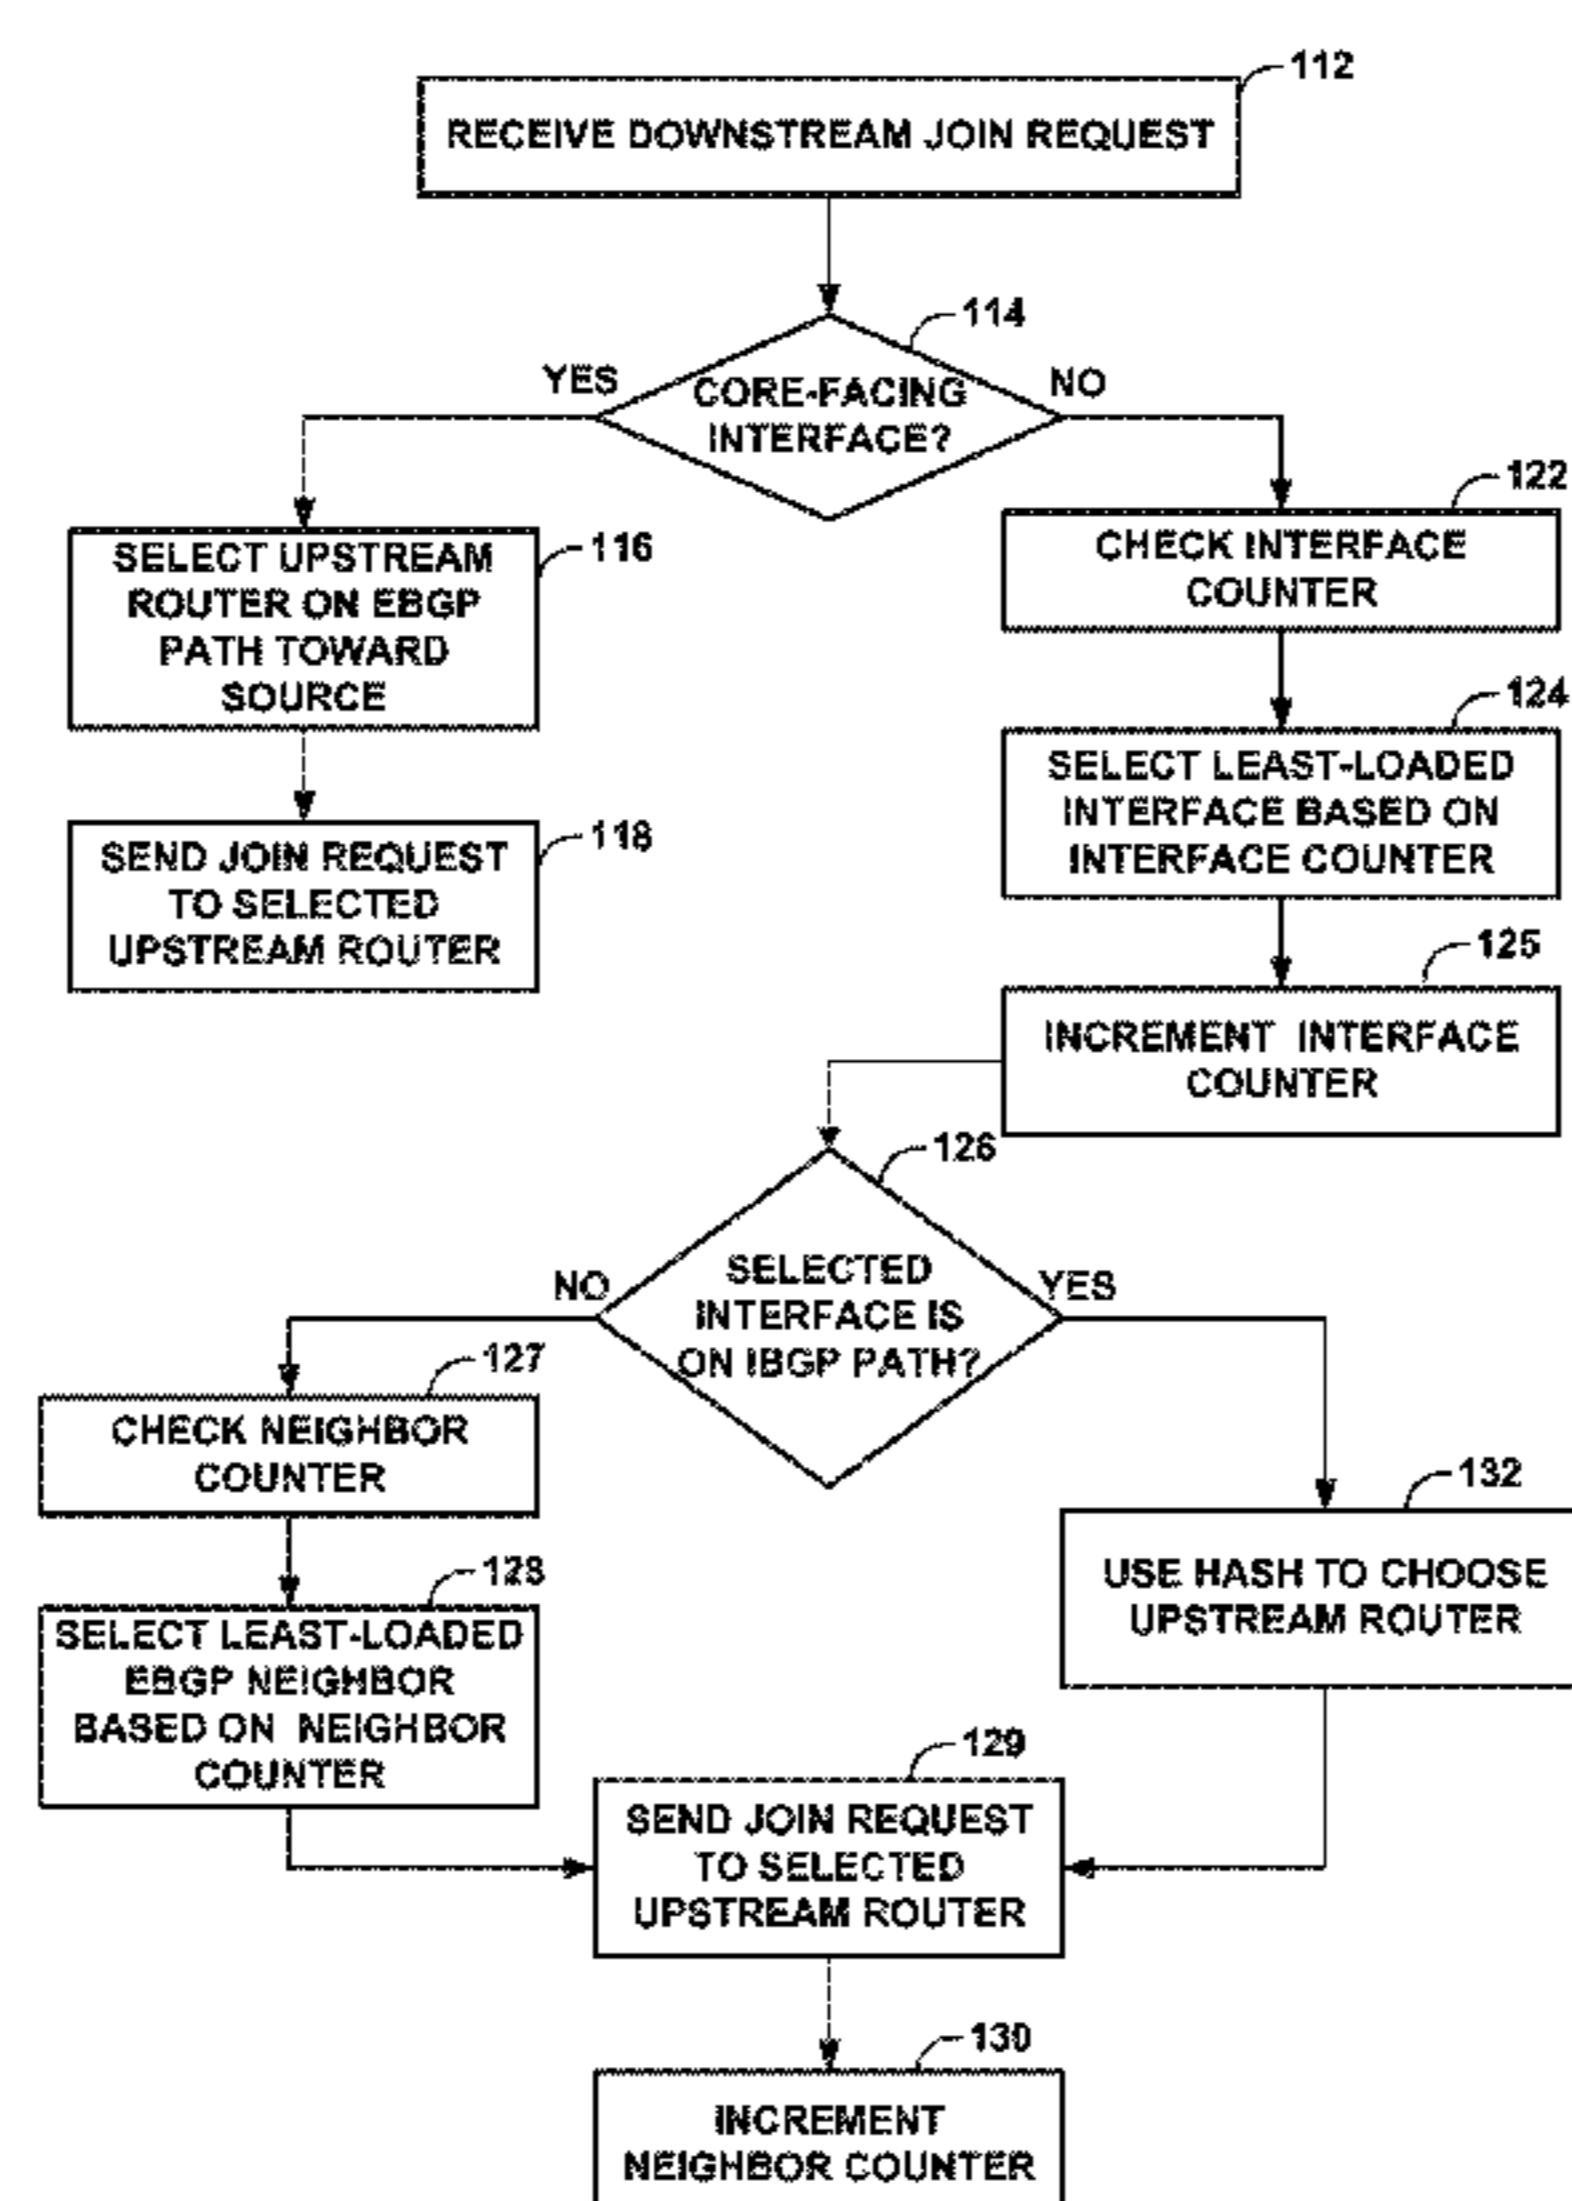 112
RECEIVE DOWNSTREAM JOIN REQUEST
114
YES
CORE-FACING
INTERFACE?
NO
116
SELECT UPSTREAM
ROUTER ON EBGP
PATH TOWARD
SOURCE
118
SEND JOIN REQUEST
TO SELECTED
UPSTREAM ROUTER
122
CHECK INTERFACE
COUNTER
124
SELECT LEAST-LOADED
INTERFACE BASED ON
INTERFACE COUNTER
125
INCREMENT INTERFACE
COUNTER
126
NO
SELECTED
INTERFACE IS
ON IBGP PATH?
YES
127
CHECK NEIGHBOR
COUNTER
128
SELECT LEAST-LOADED
EBGP NEIGHBOR
BASED ON NEIGHBOR
COUNTER
132
USE HASH TO CHOOSE
UPSTREAM ROUTER
129
SEND JOIN REQUEST
TO SELECTED
UPSTREAM ROUTER
130
INCREMENT
NEIGHBOR COUNTER